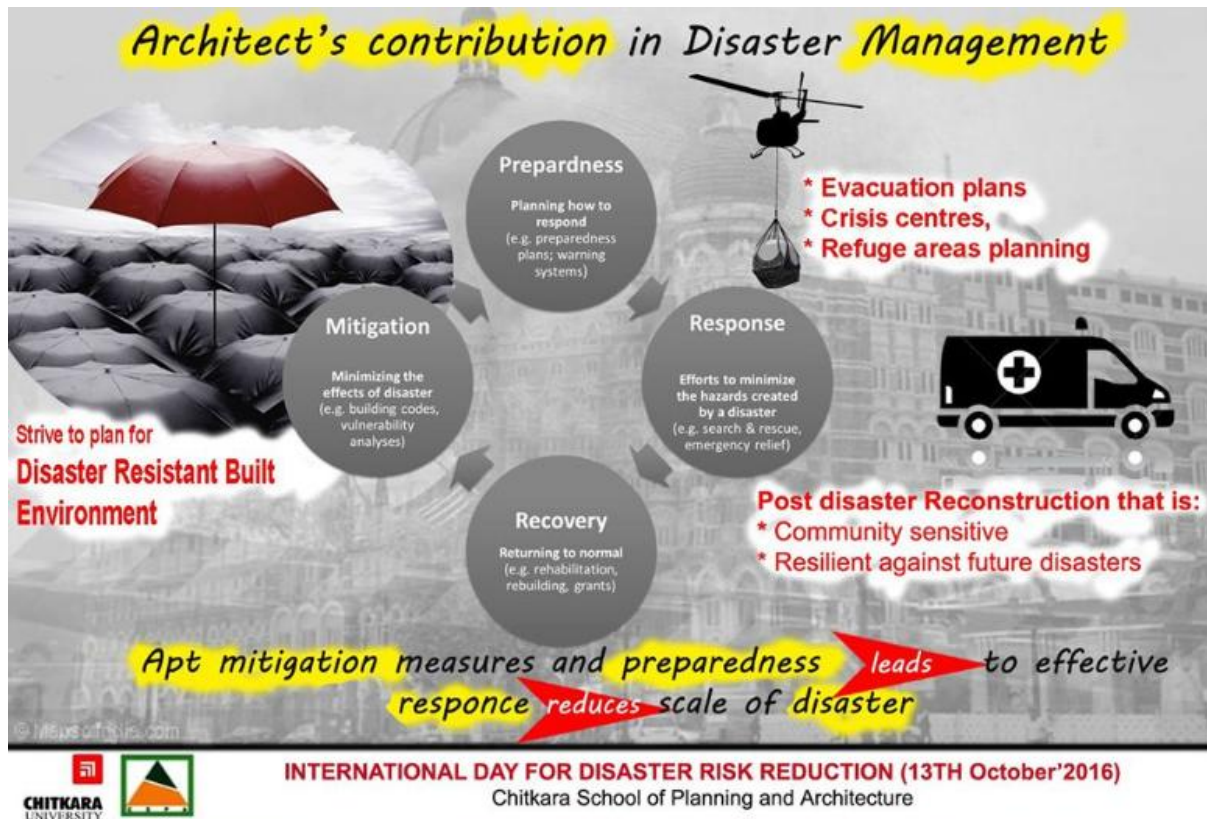 Architect's contribution in Disaster Management
Prepardness
Planning how to
respond
(e.g. preparedness
plans; warning
systems)
* Evacuation plans
* Crisis centres,
* Refuge areas planning
Mitigation
Minimizing the
effects of disaster
(e.g. building codes,
vulnerability
analyses)
Response
Efforts to minimize
the hazards created
by a disaster
(e.g. search & rescue,
emergency relief)
Strive to plan for
Disaster Resistant Built
Environment
Recovery
Returning to normal
(e.g. rehabilitation,
rebuilding, grants)
Post disaster Reconstruction that is:
* Community sensitive
* Resilient against future disasters
Apt mitigation measures and preparedness leads to effective
responce reduces scale of disaster
© Mapsofindia.com
CHITKARA
UNIVERSITY
INTERNATIONAL DAY FOR DISASTER RISK REDUCTION (13TH October'2016)
Chitkara School of Planning and Architecture